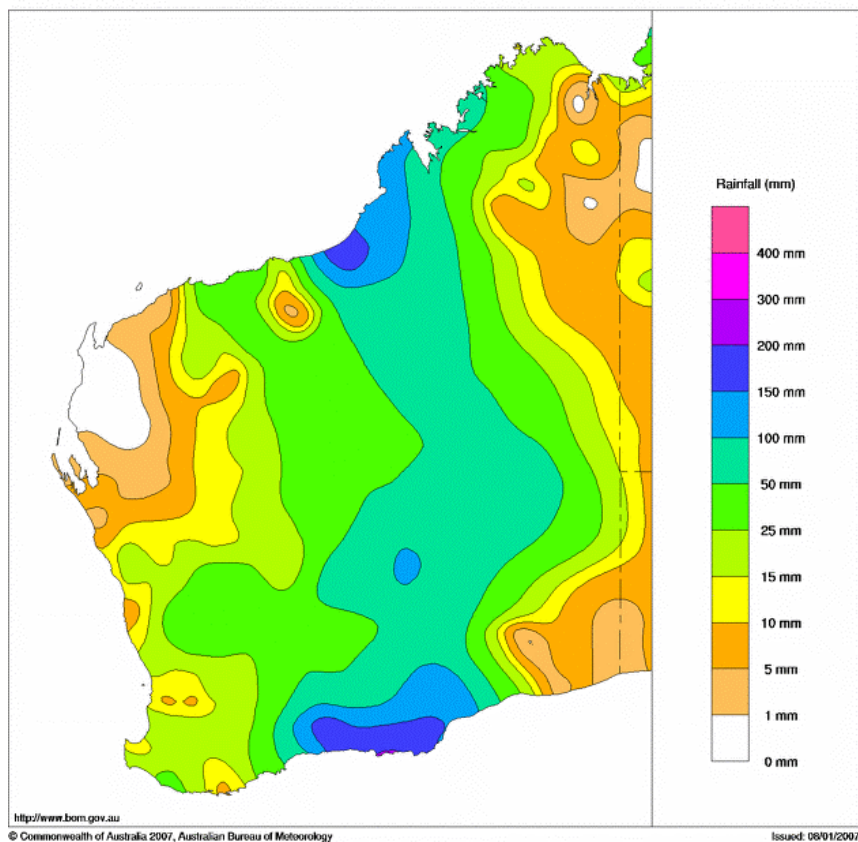 Rainfall (mm)
400 mm
300 mm
200 mm
150 mm
100 mm
50 mm
25 mm
15 mm
10 mm
5 mm
1 mm
0 mm
http://www.bom.gov.au
© Commonwealth of Australia 2007, Australian Bureau of Meteorology
Issued: 08/01/2007